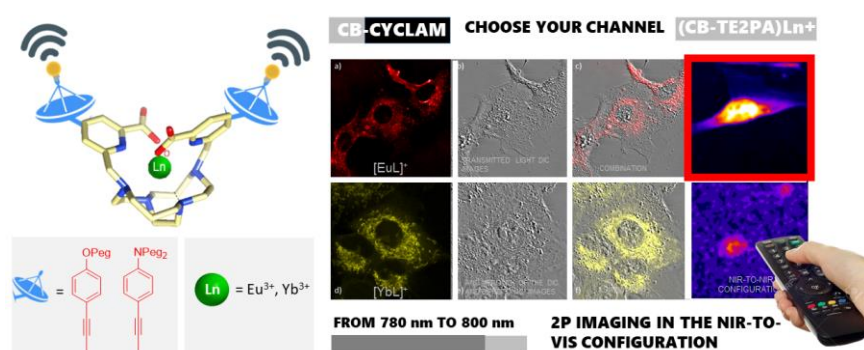 CB-CYCLAM
CHOOSE YOUR CHANNEL
(CB-TE2PA)Ln+
a)
b)
c)
[EuL]⁺
TRANSMITTED LIGHT DIC
IMAGES
COMBINATION
Ln
OPeg
NPeg₂
=
Ln = Eu³⁺, Yb³⁺
d)
[YbL]⁺
NIR-TO-NIR
CONFIGURATION
FROM 780 nm TO 800 nm
2P IMAGING IN THE NIR-TO-
VIS CONFIGURATION